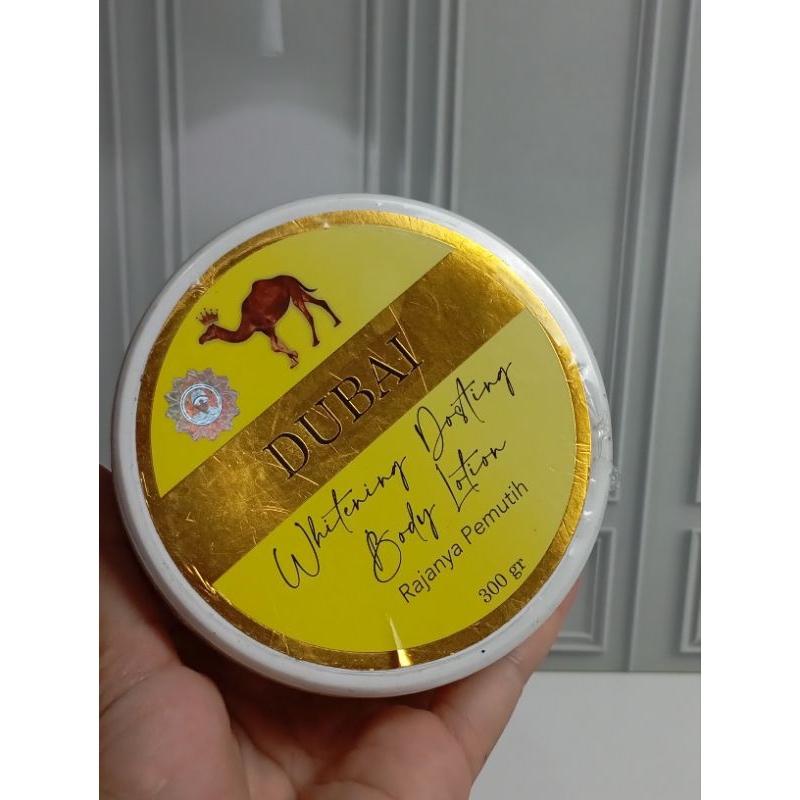 DUBAI
Whitening Dosting
Body Lotion
Rajanya Pemutih
300 gr